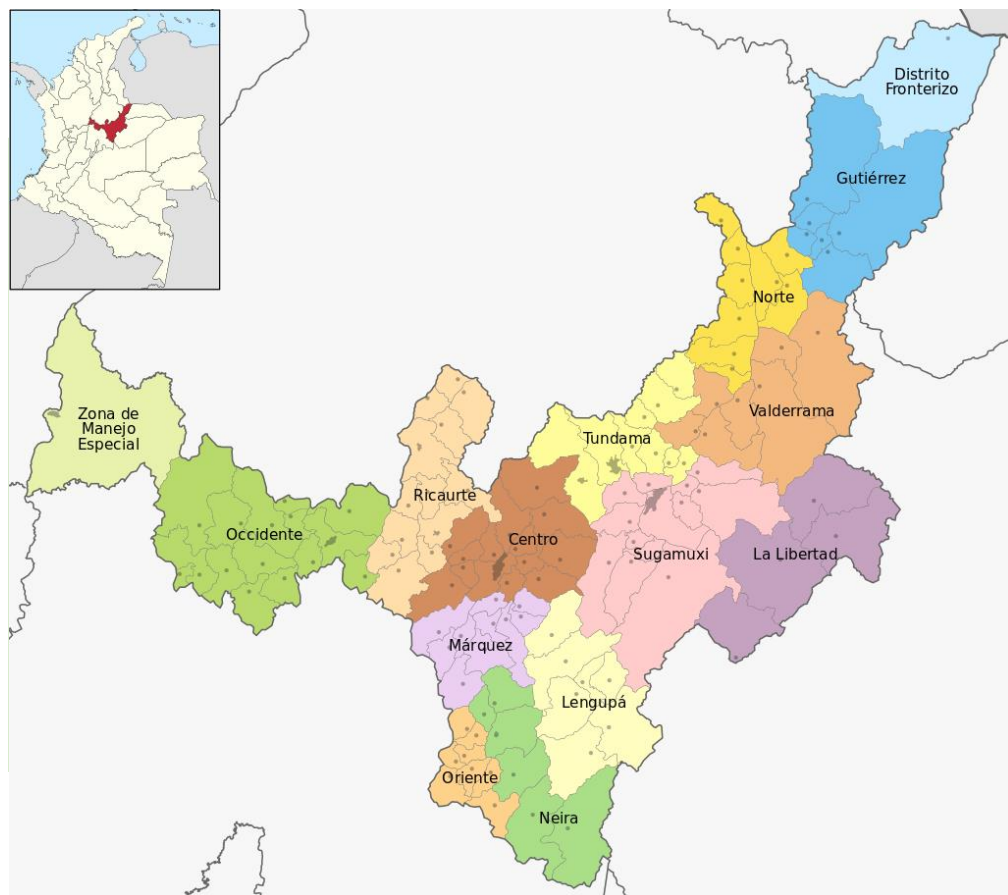 Distrito
Fronterizo
Gutiérrez
Norte
Valderrama
Zona de
Manejo
Especial
Tundama
Ricaurte
Occidente
Centro
Sugamuxi
La Libertad
Márquez
Lengupá
Oriente
Neira